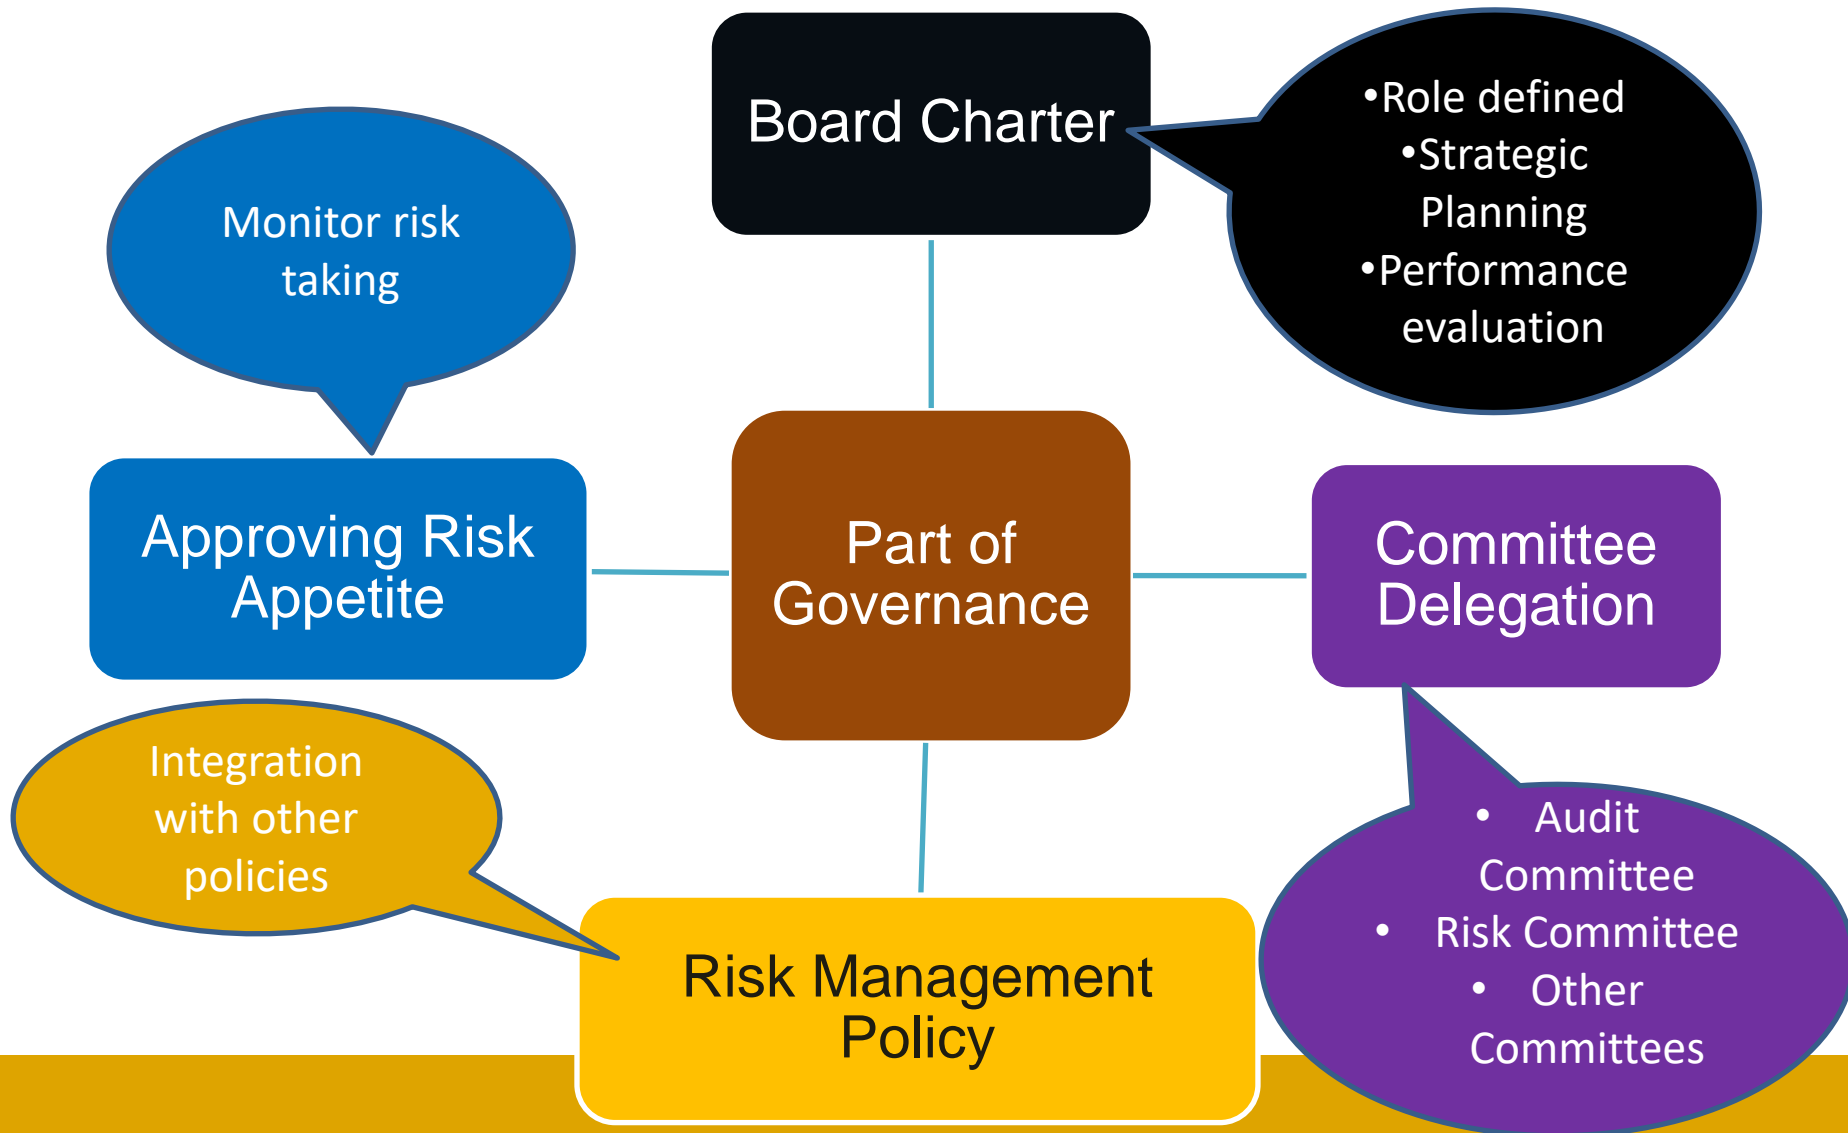 Board Charter
•Role defined
•Strategic
Planning
•Performance
evaluation
Monitor risk
taking
Approving Risk
Appetite
Part of
Governance
Committee
Delegation
Integration
with other
policies
• Audit
Committee
• Risk Committee
• Other
Committees
Risk Management
Policy